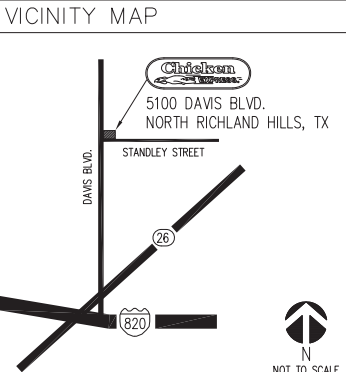 VICINITY MAP
Chicken
EXPRESS
5100 DAVIS BLVD.
NORTH RICHLAND HILLS, TX
STANDLEY STREET
DAVIS BLVD.
26
820
N
NOT TO SCALE